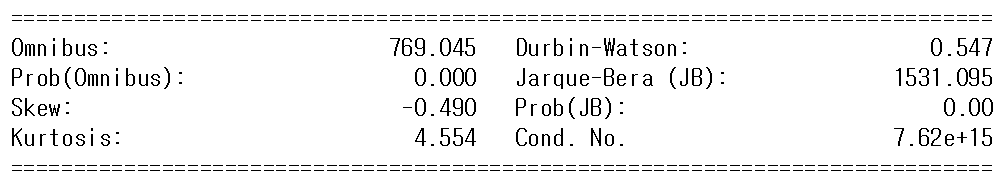 ==============================================================================
Omnibus:                      769.045   Durbin-Watson:                   0.547
Prob(Omnibus):                  0.000   Jarque-Bera (JB):             1531.095
Skew:                          -0.490   Prob(JB):                         0.00
Kurtosis:                       4.554   Cond. No.                     7.62e+15
==============================================================================